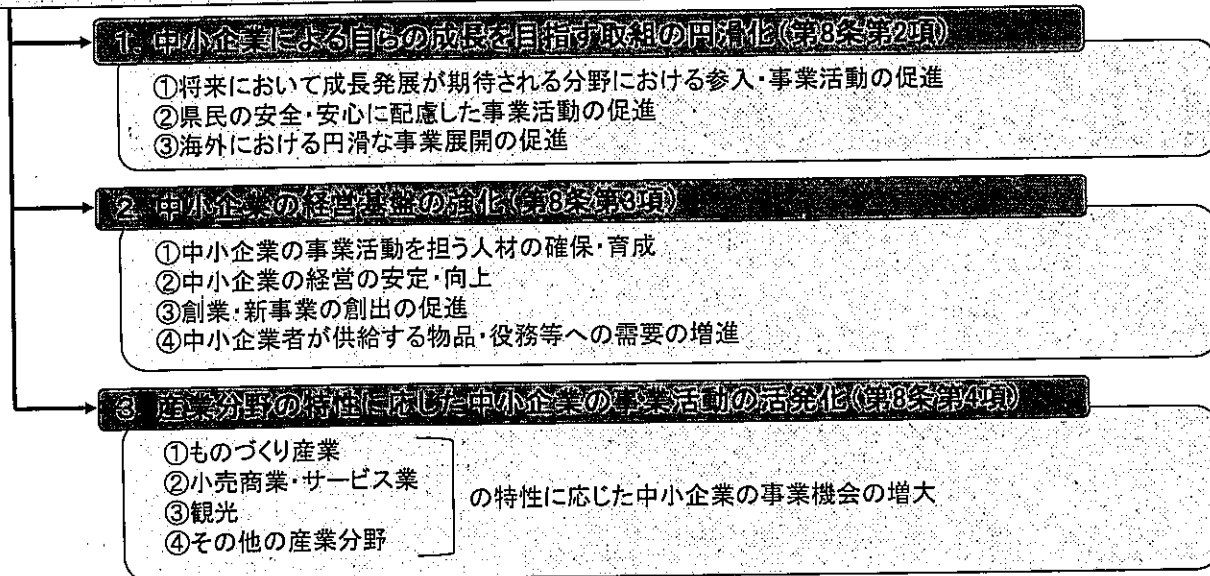 1. 中小企業による自らの成長を目指す取組の円滑化(第8条第2項)
①将来において成長発展が期待される分野における参入・事業活動の促進
②県民の安全・安心に配慮した事業活動の促進
③海外における円滑な事業展開の促進
2. 中小企業の経営基盤の強化(第8条第3項)
①中小企業の事業活動を担う人材の確保・育成
②中小企業の経営の安定・向上
③創業・新事業の創出の促進
④中小企業者が供給する物品・役務等への需要の増進
3. 産業分野の特性に応じた中小企業の事業活動の活発化(第8条第4項)
①ものづくり産業
②小売商業・サービス業
③観光
④その他の産業分野
の特性に応じた中小企業の事業機会の増大